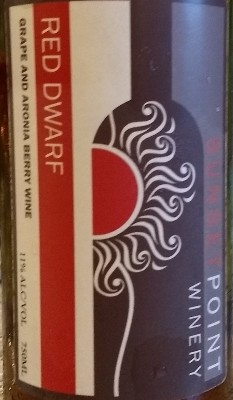 RED DWARF
GRAPE AND ARONIA BERRY WINE
11% ALC/VOL 750ML
SUNSET POINT
WINERY